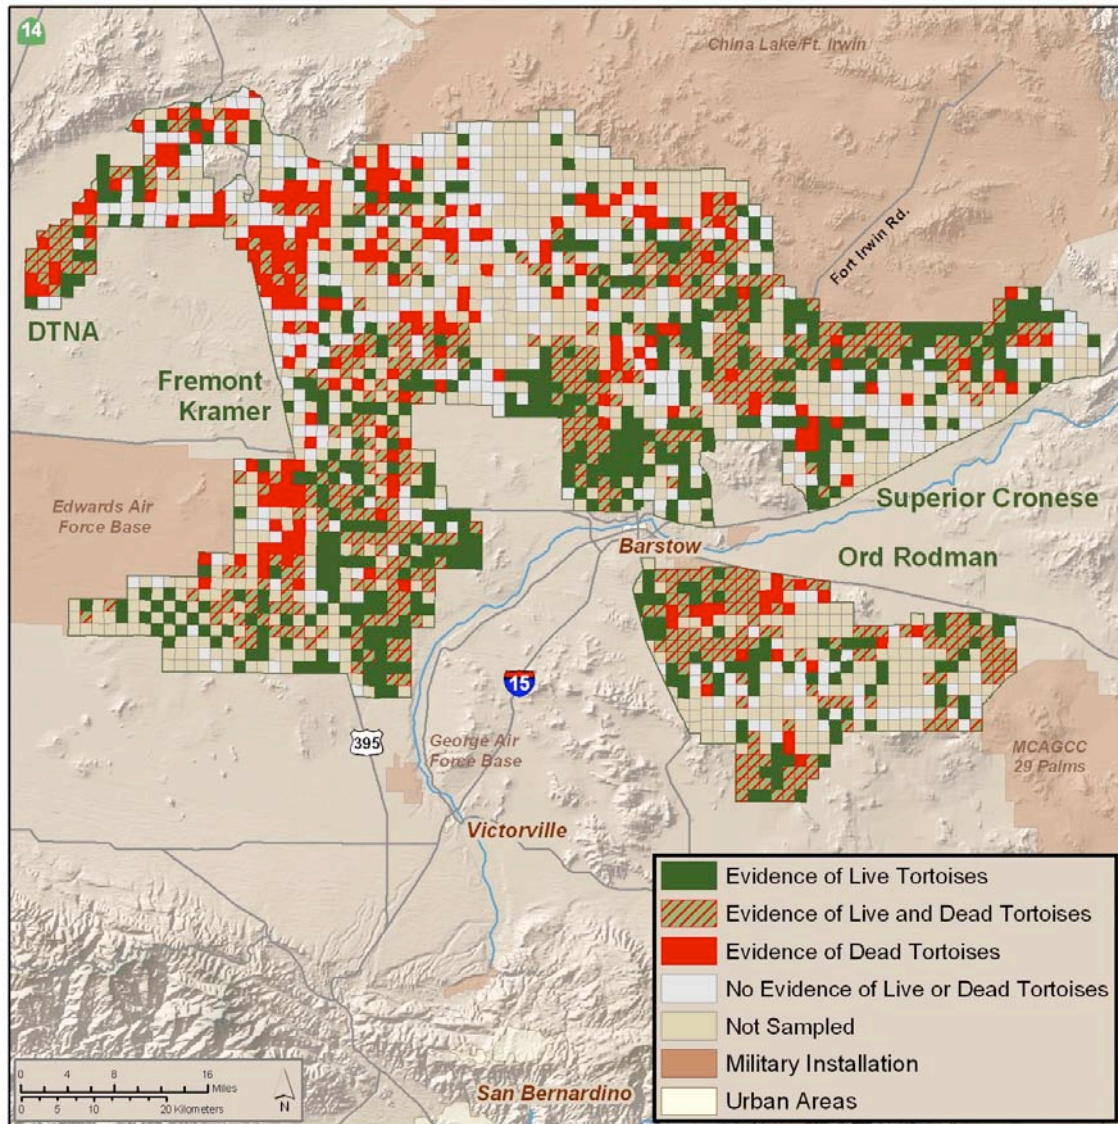 14
China Lake/Ft. Irwin
Fort Irwin Rd.
DTNA
Fremont
Kramer
Edwards Air
Force Base
Superior Cronese
Barstow
Ord Rodman
15
395
George Air
Force Base
MCAGCC
29 Palms
Victorville
San Bernardino
Evidence of Live Tortoises
Evidence of Live and Dead Tortoises
Evidence of Dead Tortoises
No Evidence of Live or Dead Tortoises
Not Sampled
Military Installation
Urban Areas
0 4 8 16
Miles
0 5 10 20 Kilometers
N